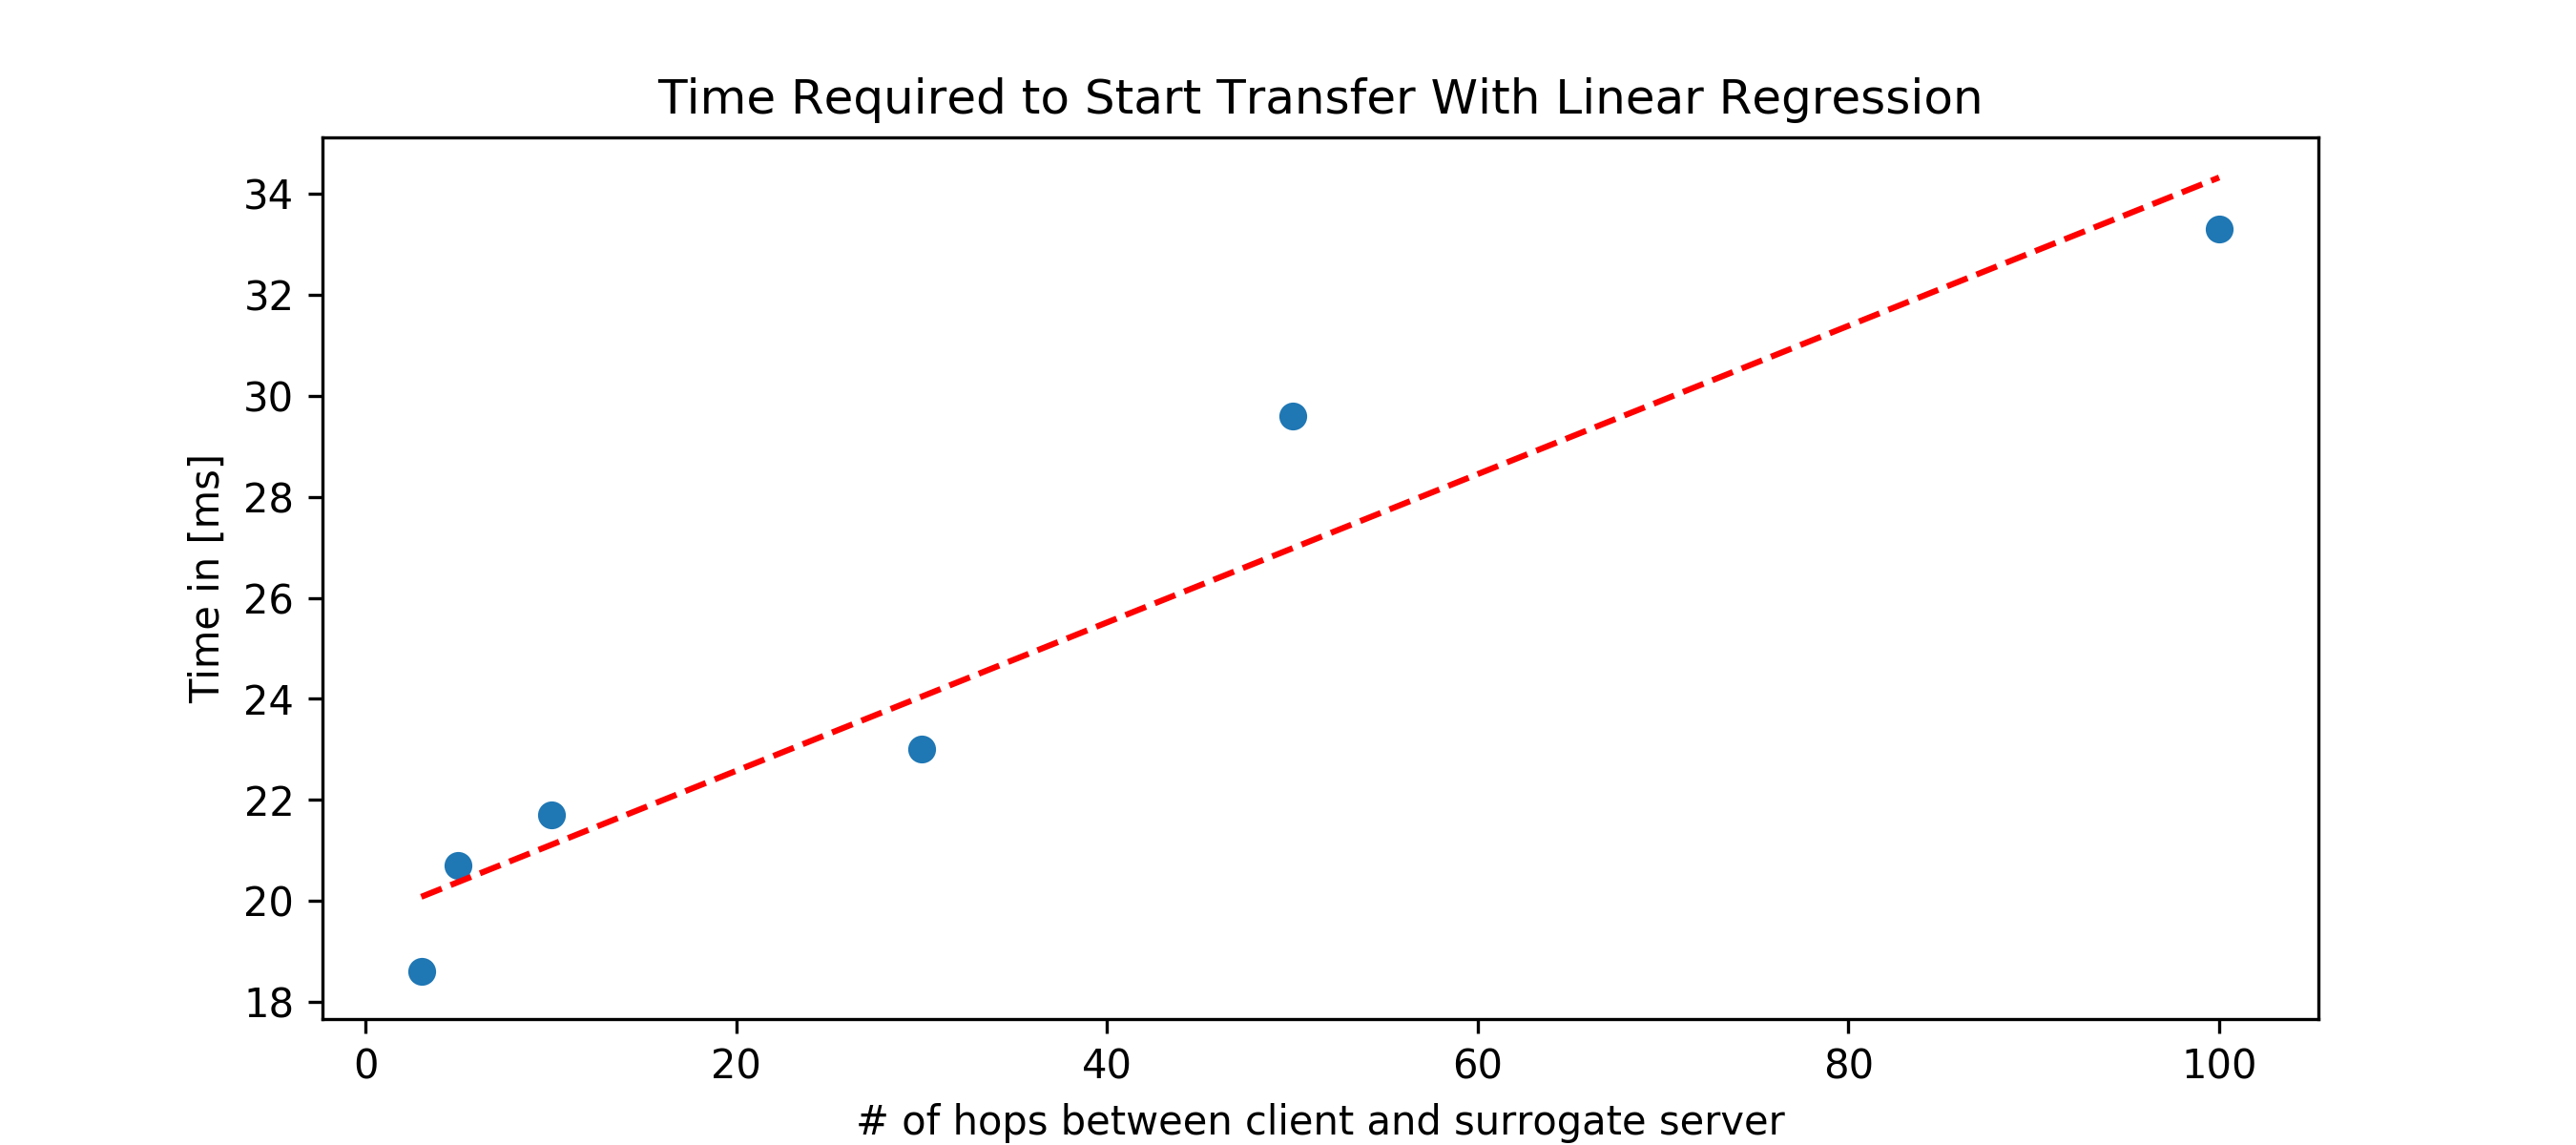 Time Required to Start Transfer With Linear Regression
34
32
30
28
26
24
22
20
18
Time in [ms]
0 20 40 60 80 100
# of hops between client and surrogate server